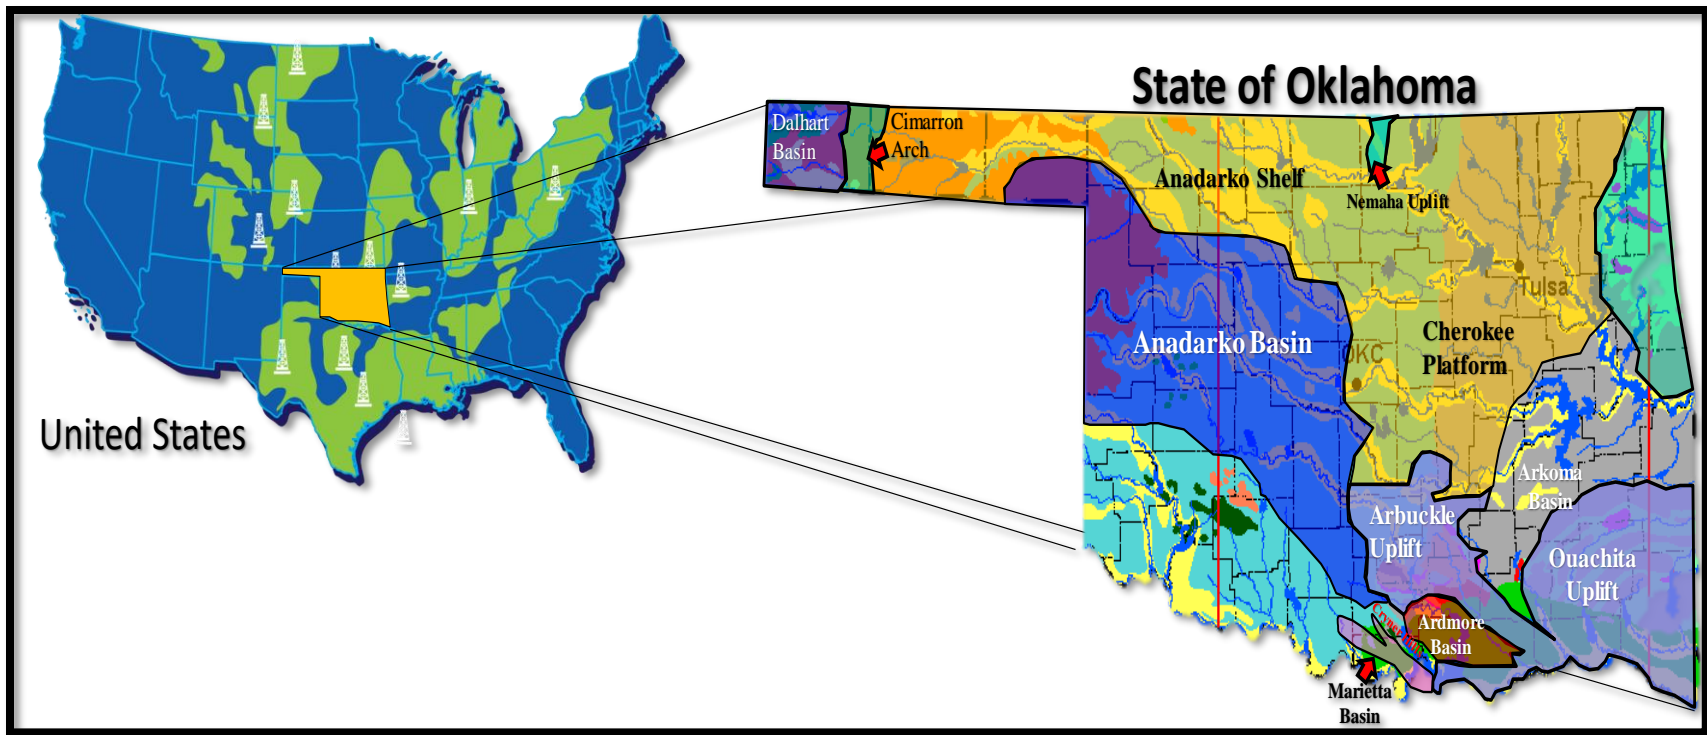 State of Oklahoma
United States
Dalhart
Basin
Cimarron
Arch
Anadarko Shelf
Nemaha Uplift
Tulsa
Anadarko Basin
OKC
Cherokee
Platform
Arkoma
Basin
Arbuckle
Uplift
Ouachita
Uplift
Ardmore
Basin
Marietta
Basin